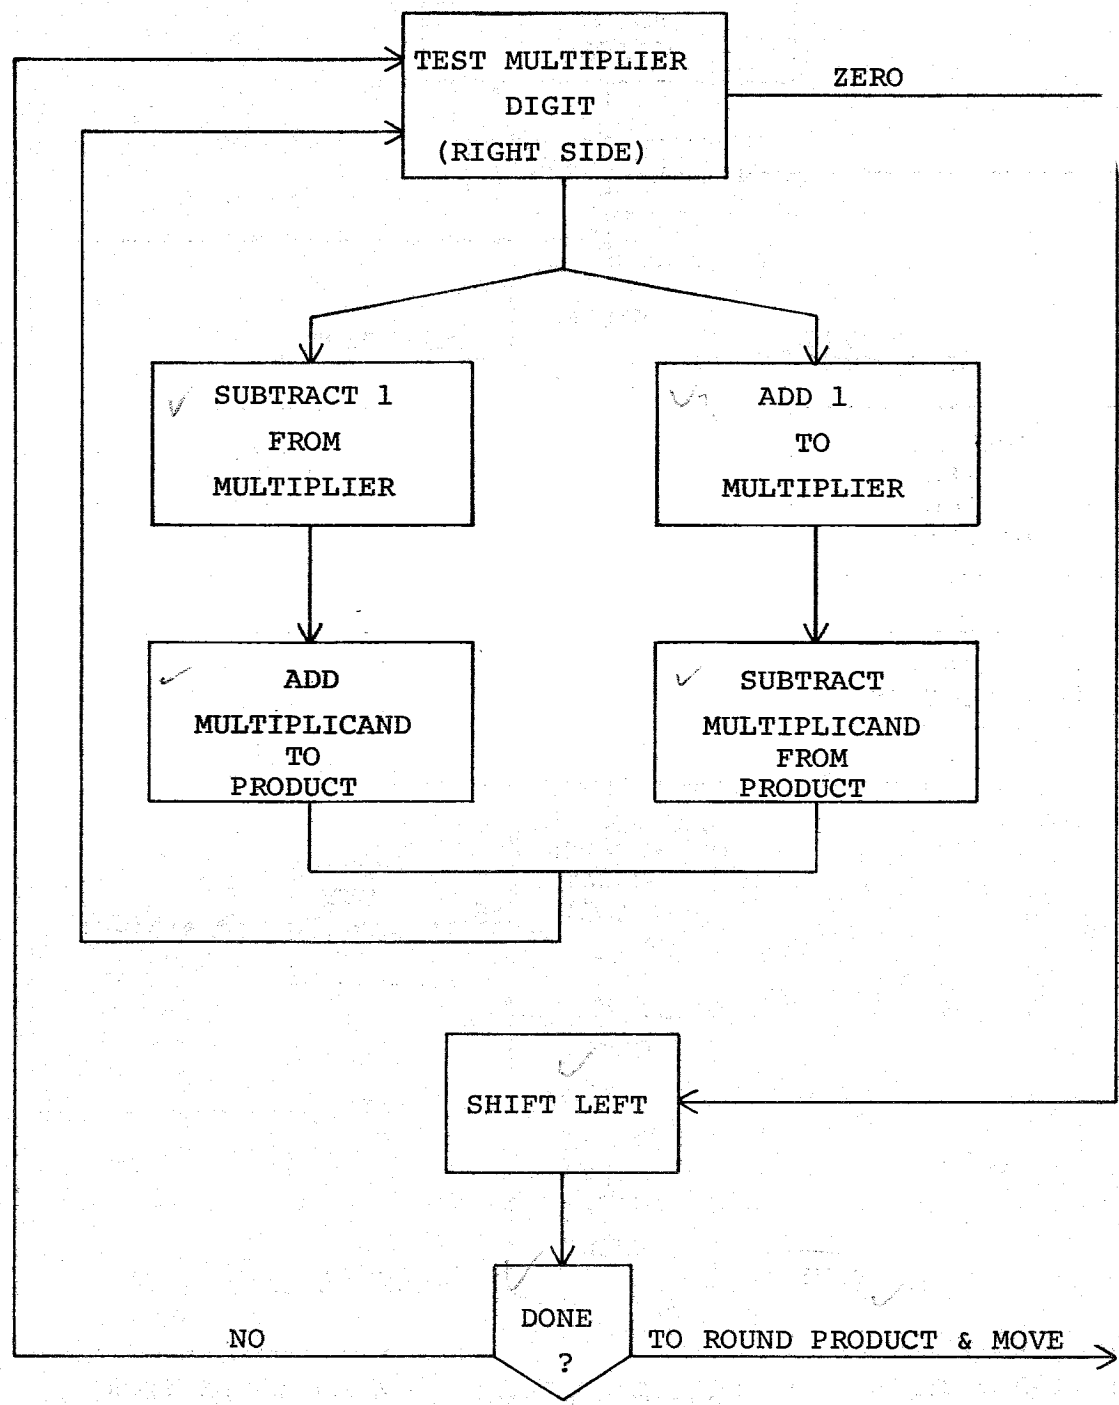 TEST MULTIPLIER
DIGIT
(RIGHT SIDE)
ZERO
SUBTRACT 1
FROM
MULTIPLIER
ADD 1
TO
MULTIPLIER
ADD
MULTIPLICAND
TO
PRODUCT
SUBTRACT
MULTIPLICAND
FROM
PRODUCT
SHIFT LEFT
DONE
?
NO
TO ROUND PRODUCT & MOVE